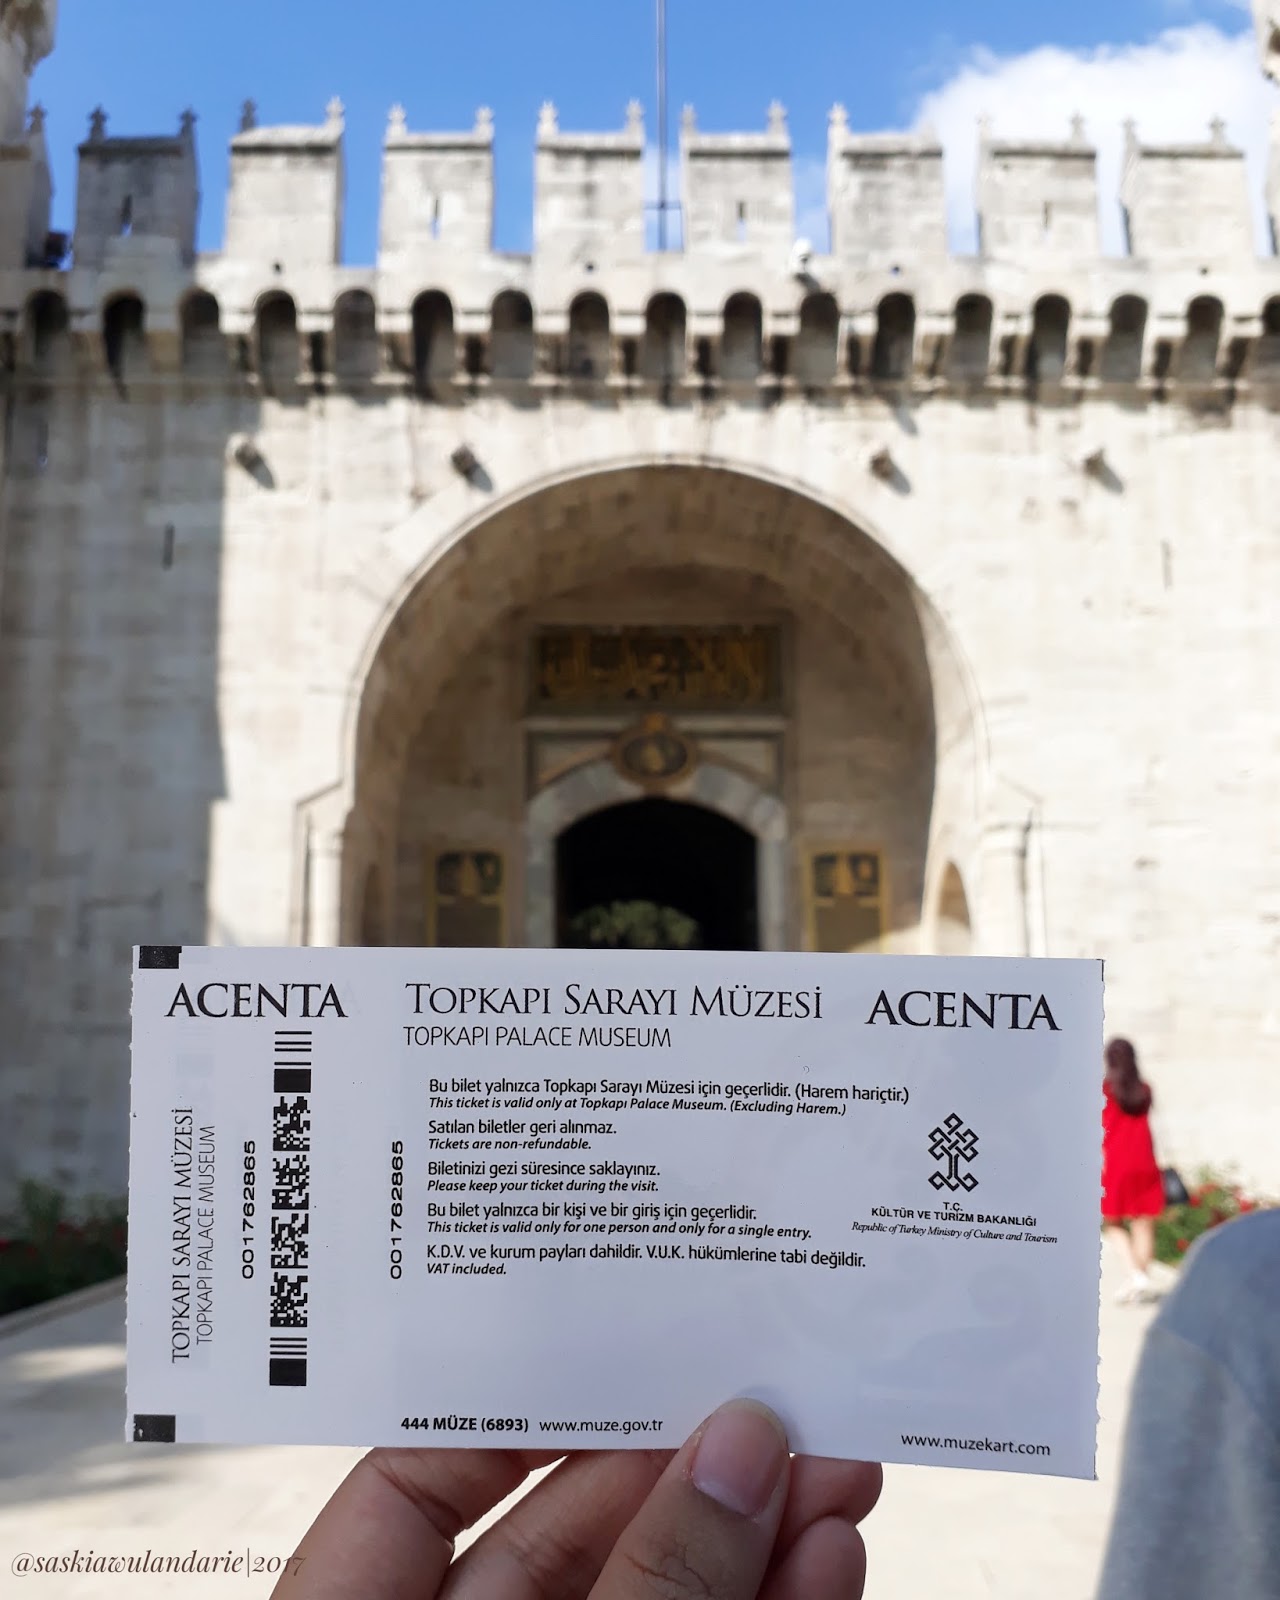 ACENTA
TOPKAPI SARAYI MÜZESİ
TOPKAPI PALACE MUSEUM
001762865
001762865
TOPKAPI SARAYI MÜZESİ
TOPKAPI PALACE MUSEUM
ACENTA
Bu bilet yalnızca Topkapı Sarayı Müzesi için geçerlidir. (Harem hariçtir.)
This ticket is valid only at Topkapı Palace Museum. (Excluding Harem.)
Satılan biletler geri alınmaz.
Tickets are non-refundable.
Biletinizi gezi süresince saklayınız.
Please keep your ticket during the visit.
Bu bilet yalnızca bir kişi ve bir giriş için geçerlidir.
This ticket is valid only for one person and only for a single entry.
K.D.V. ve kurum payları dahildir. V.U.K. hükümlerine tabi değildir.
VAT included.
T.C.
KÜLTÜR VE TURİZM BAKANLIĞI
Republic of Turkey Ministry of Culture and Tourism
444 MÜZE (6893) www.muze.gov.tr
www.muzekart.com
@saskiawulandarie|2017